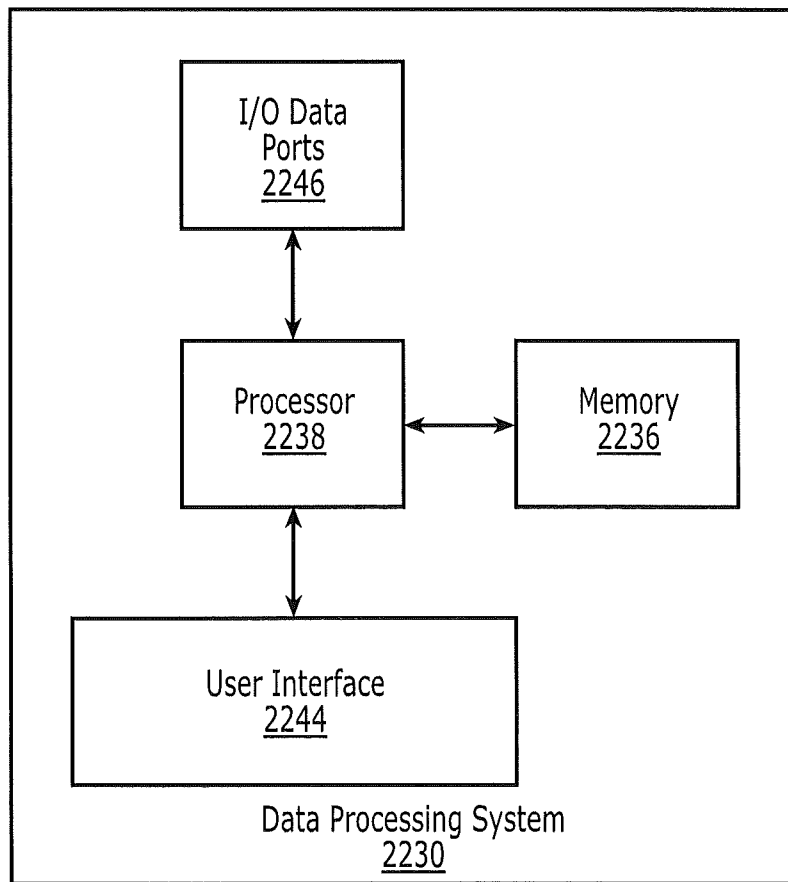 I/O Data
Ports
2246
Processor
2238
Memory
2236
User Interface
2244
Data Processing System
2230